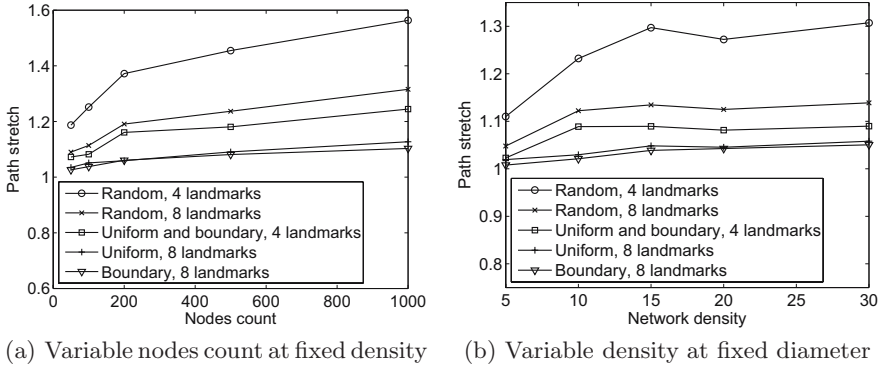 1.6
1.4
1.2
1
0.8
0.6
Path stretch
0
200
400
600
800
1000
Nodes count
Random, 4 landmarks
Random, 8 landmarks
Uniform and boundary, 4 landmarks
Uniform, 8 landmarks
Boundary, 8 landmarks
(a) Variable nodes count at fixed density
1.3
1.2
1.1
1
0.9
0.8
Path stretch
5
10
15
20
25
30
Network density
Random, 4 landmarks
Random, 8 landmarks
Uniform and boundary, 4 landmarks
Uniform, 8 landmarks
Boundary, 8 landmarks
(b) Variable density at fixed diameter